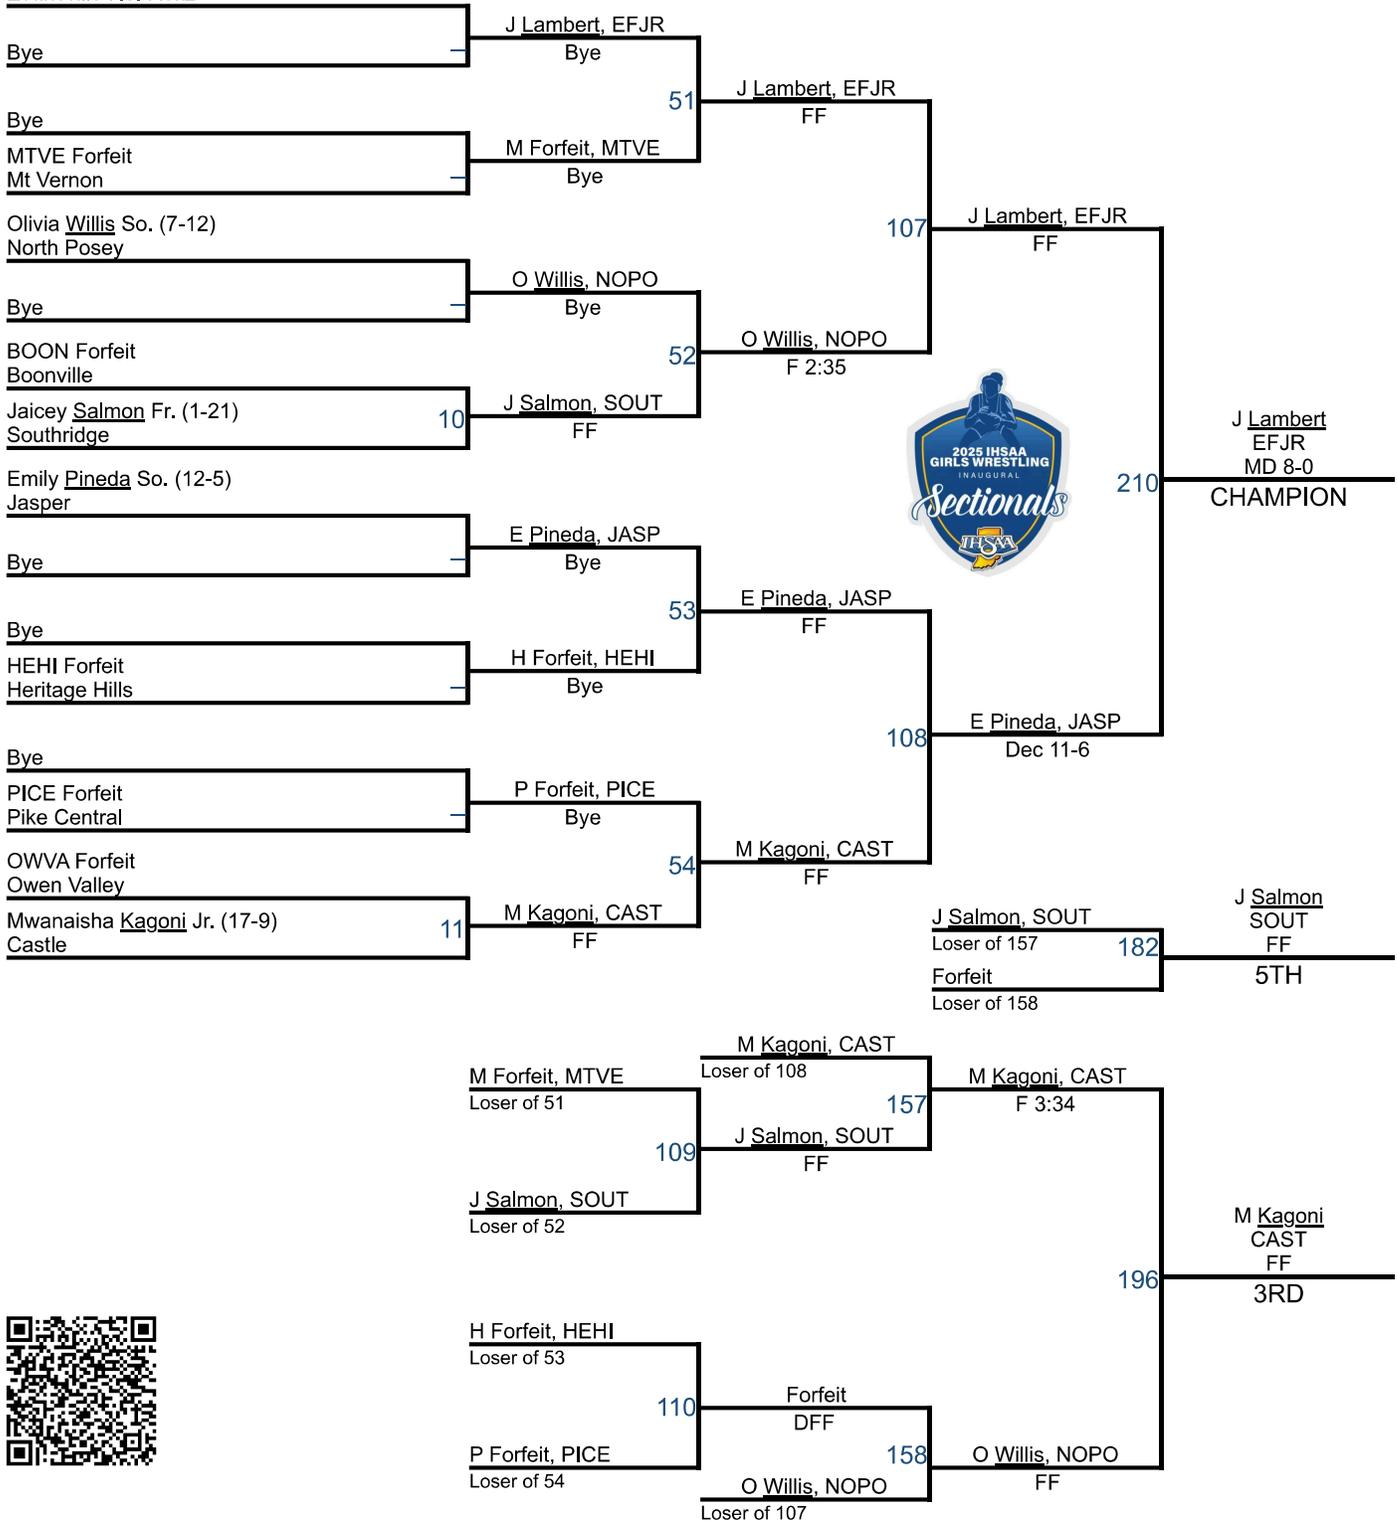 J Lambert, EFJR
Bye
Bye
J Lambert, EFJR
51
FF
Bye
MTVE Forfeit
Mt Vernon
M Forfeit, MTVE
Bye
Olivia Willis So. (7-12)
North Posey
J Lambert, EFJR
107
FF
O Willis, NOPO
Bye
Bye
BOON Forfeit
Boonville
O Willis, NOPO
52
F 2:35
Jaicey Salmon Fr. (1-21)
10
Southridge
J Salmon, SOUT
FF
2025 IHSAA
GIRLS WRESTLING
INAUGURAL
Sectionals
IHSAA
J Lambert
EFJR
MD 8-0
210
CHAMPION
Emily Pineda So. (12-5)
Jasper
E Pineda, JASP
Bye
Bye
E Pineda, JASP
53
FF
Bye
HEHI Forfeit
Heritage Hills
H Forfeit, HEHI
Bye
E Pineda, JASP
108
Dec 11-6
Bye
PICE Forfeit
Pike Central
P Forfeit, PICE
Bye
M Kagoni, CAST
54
FF
OWVA Forfeit
Owen Valley
Mwanaisha Kagoni Jr. (17-9)
11
Castle
M Kagoni, CAST
FF
J Salmon, SOUT
Loser of 157
182
Forfeit
Loser of 158
J Salmon
SOUT
FF
5TH
M Kagoni, CAST
Loser of 108
M Forfeit, MTVE
Loser of 51
M Kagoni, CAST
157
F 3:34
109
J Salmon, SOUT
FF
J Salmon, SOUT
Loser of 52
M Kagoni
CAST
FF
196
3RD
H Forfeit, HEHI
Loser of 53
110
Forfeit
DFF
P Forfeit, PICE
Loser of 54
158
O Willis, NOPO
FF
O Willis, NOPO
Loser of 107